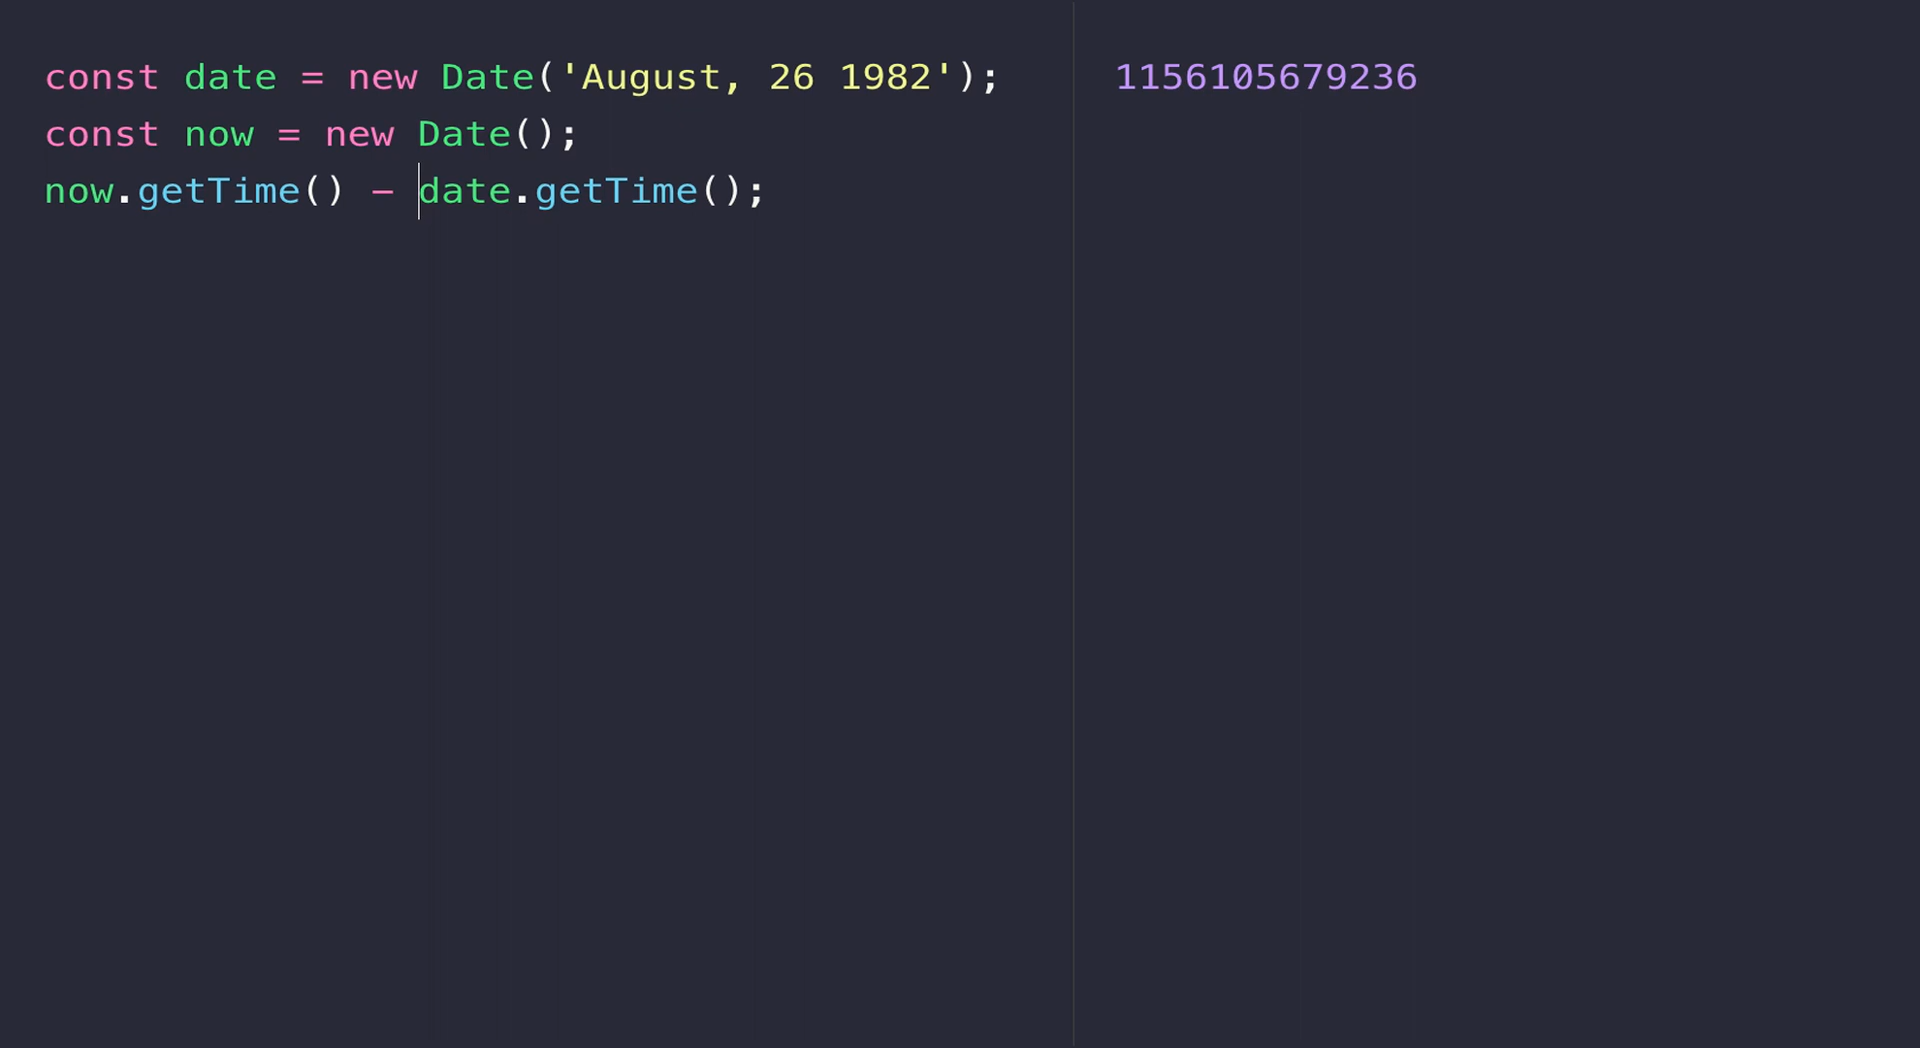 const date = new Date('August, 26 1982');
const now = new Date();
now.getTime() - date.getTime();
1156105679236